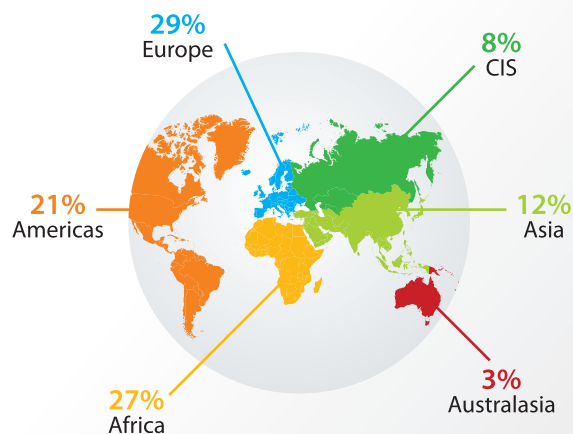 29%
Europe
8%
CIS
21%
Americas
12%
Asia
3%
Australasia
27%
Africa